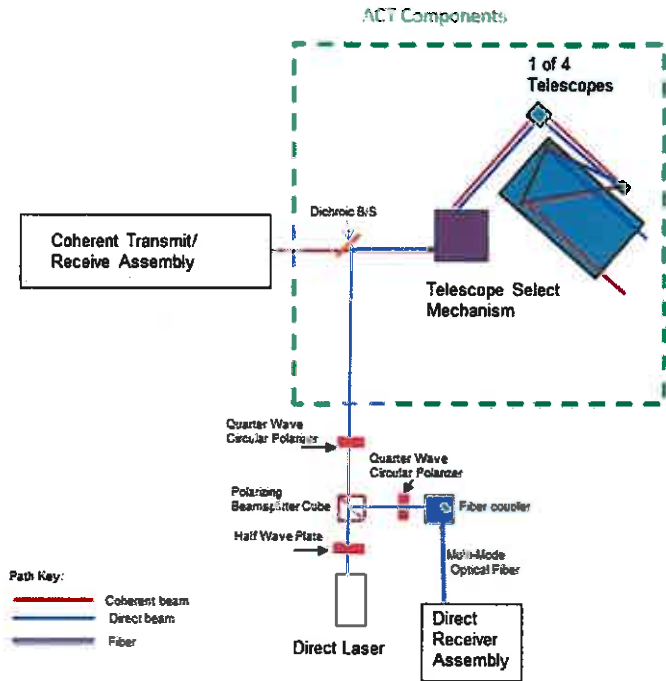 ACT Components
1 of 4
Telescopes
Dichroic B/S
Coherent Transmit/
Receive Assembly
Telescope Select
Mechanism
Quarter Wave
Circular Polarizer
Quarter Wave
Circular Polarizer
Polarizing
Beamsplitter Cube
Fiber coupler
Half Wave Plate
Multi-Mode
Optical Fiber
Path Key:
Coherent beam
Direct beam
Fiber
Direct Laser
Direct
Receiver
Assembly